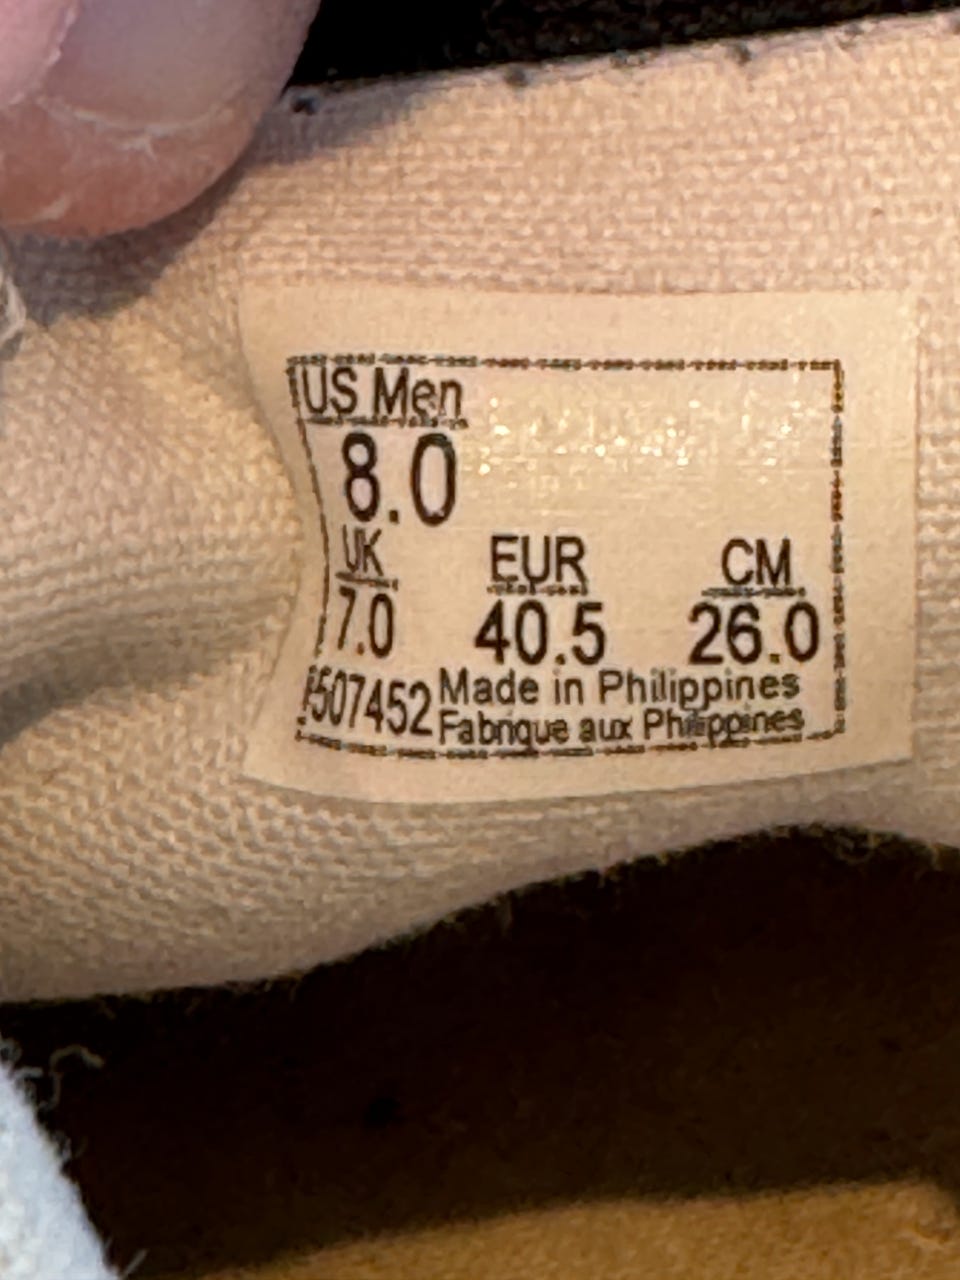 US Men
8.0
UK EUR CM
7.0 40.5 26.0
Made in Philippines
Fabrique aux Philippines